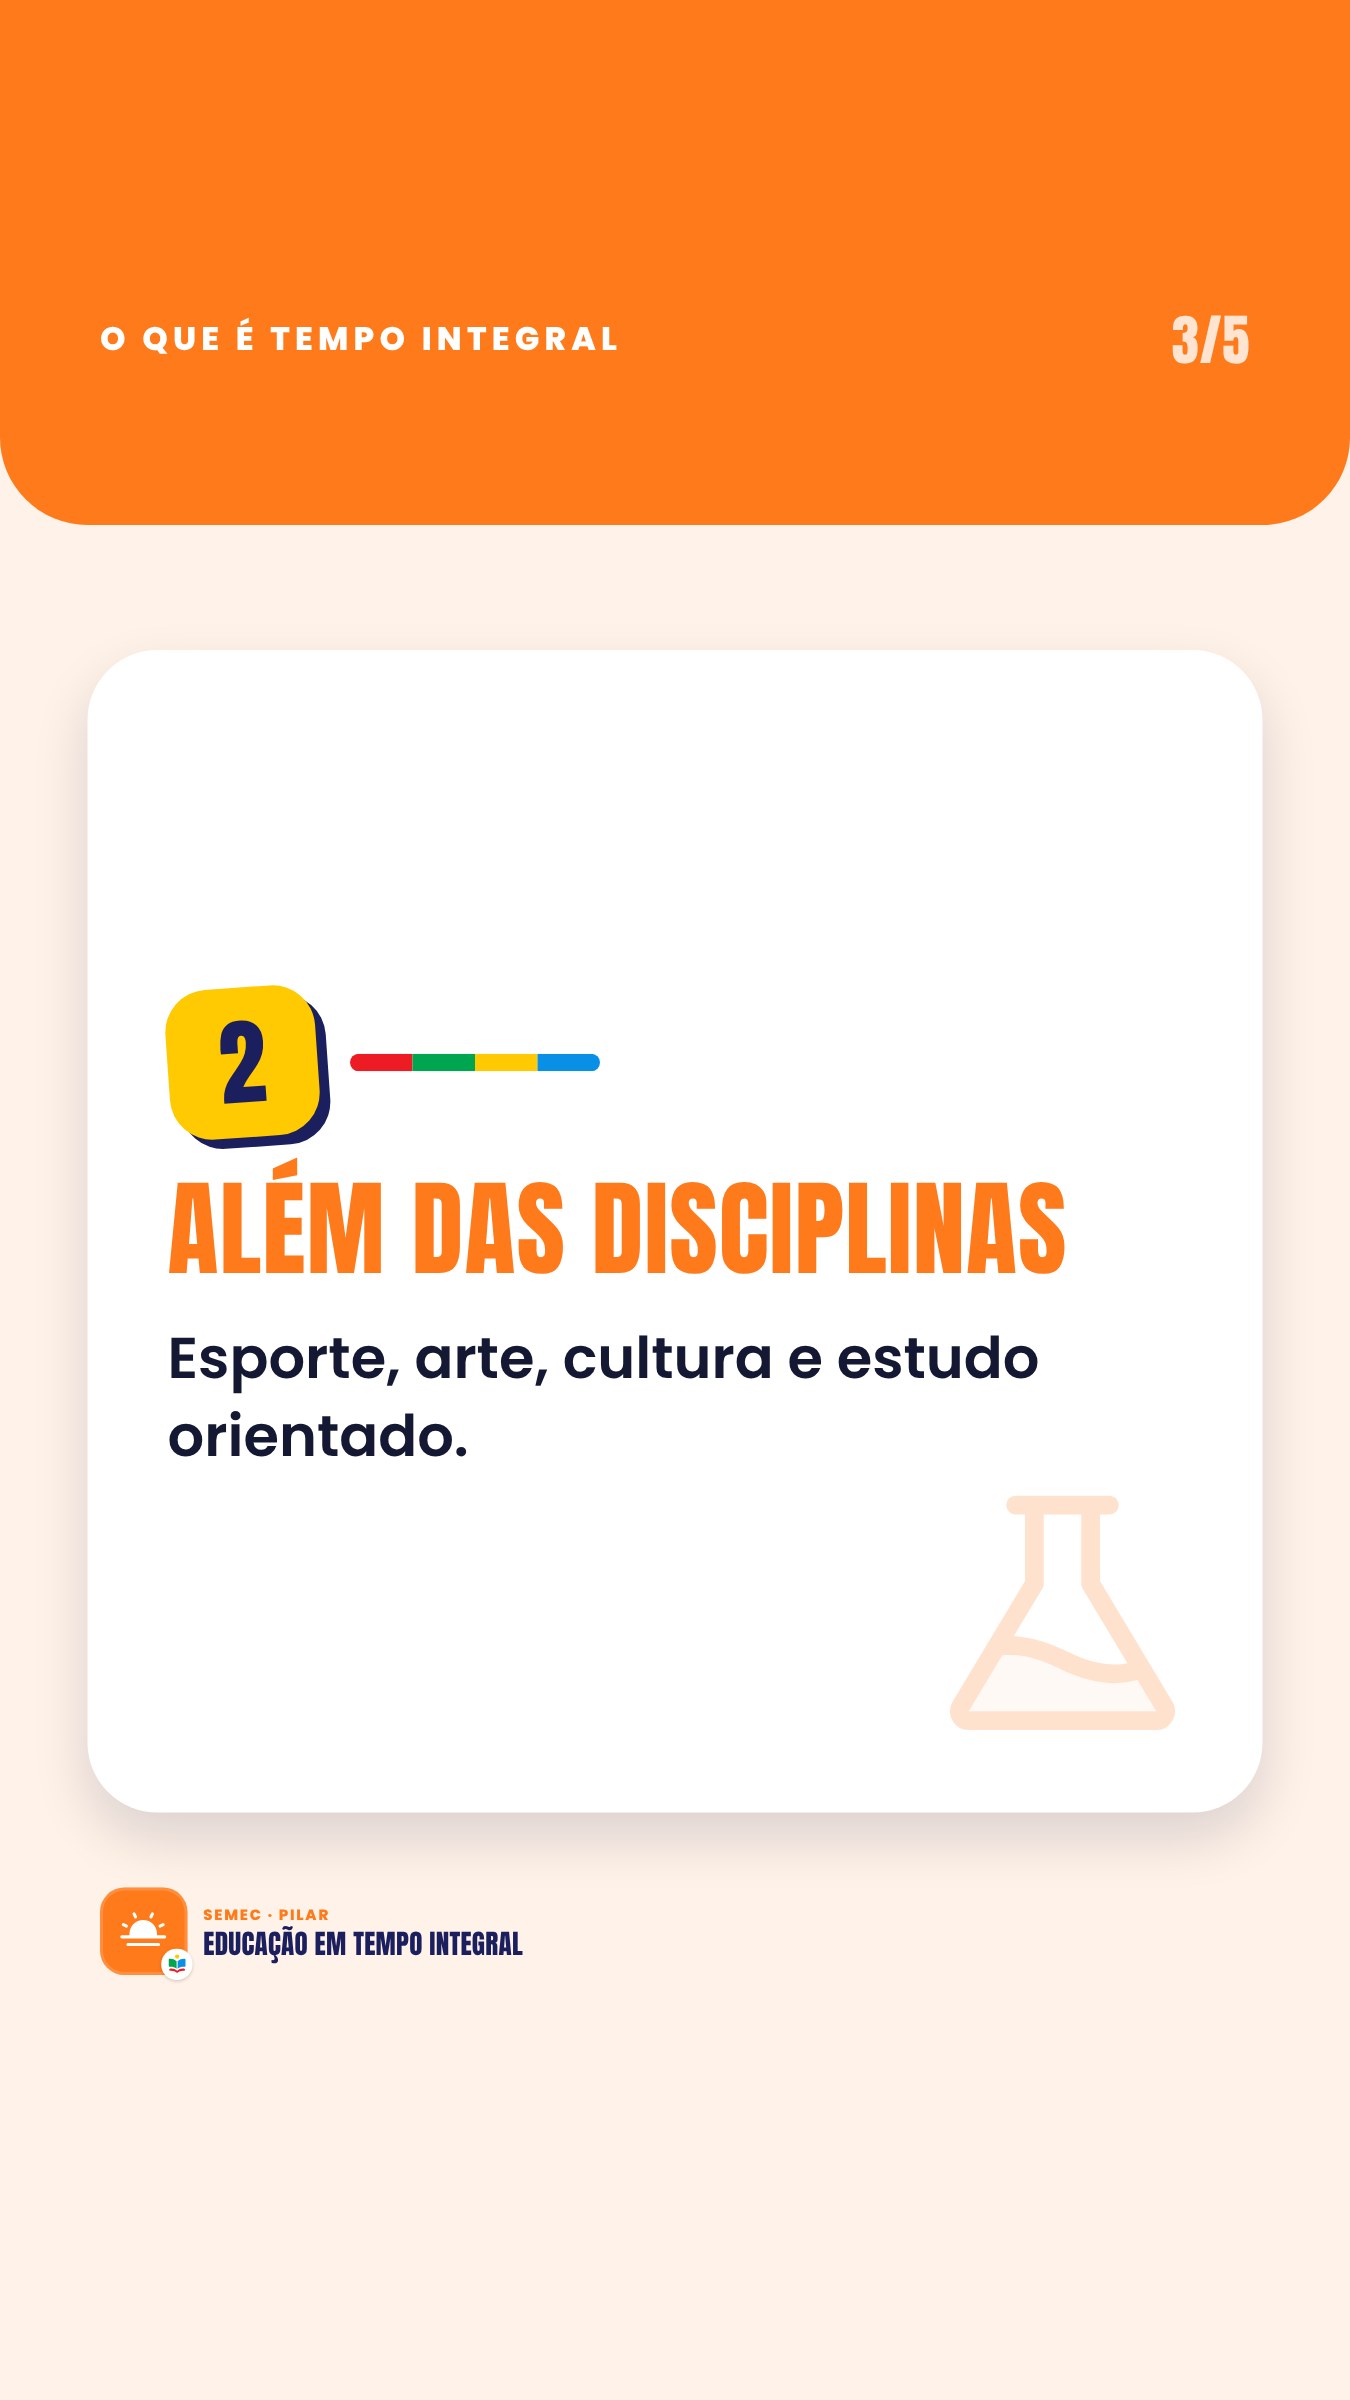 O QUE É TEMPO INTEGRAL
3/5
2
ALÉM DAS DISCIPLINAS
Esporte, arte, cultura e estudo
orientado.
SEMEC · PILAR
EDUCAÇÃO EM TEMPO INTEGRAL